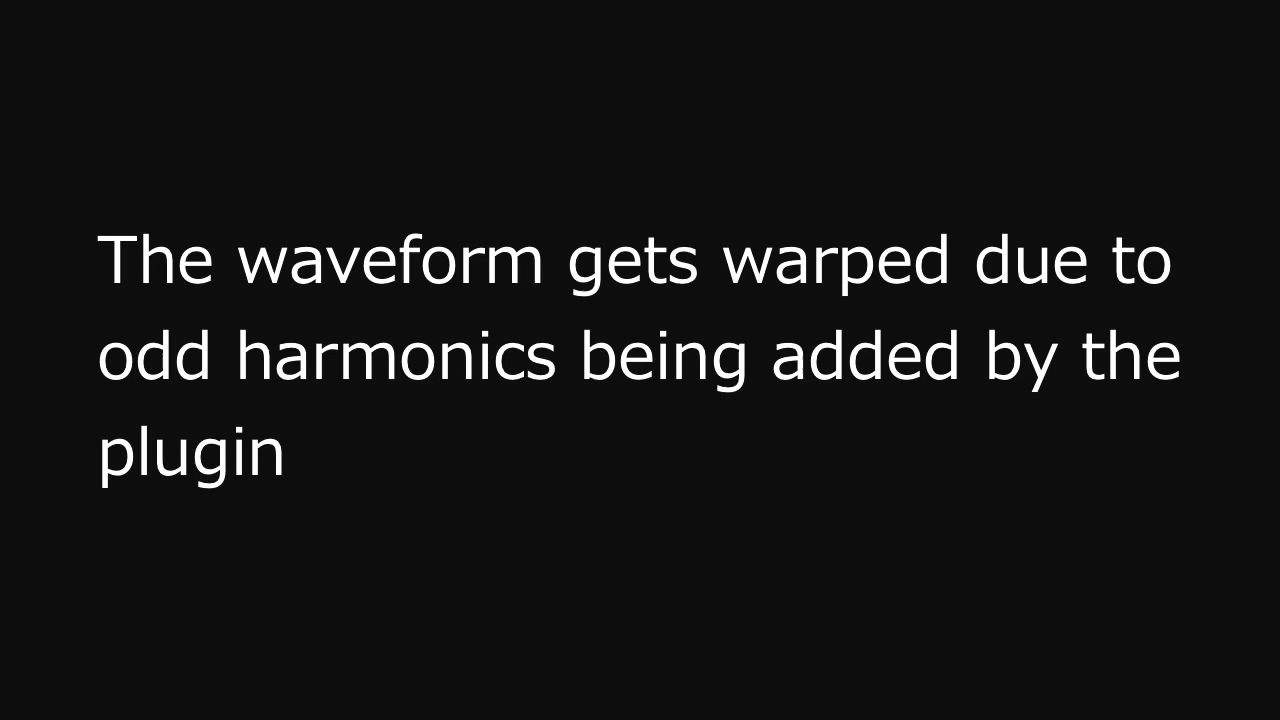 The waveform gets warped due to
odd harmonics being added by the
plugin